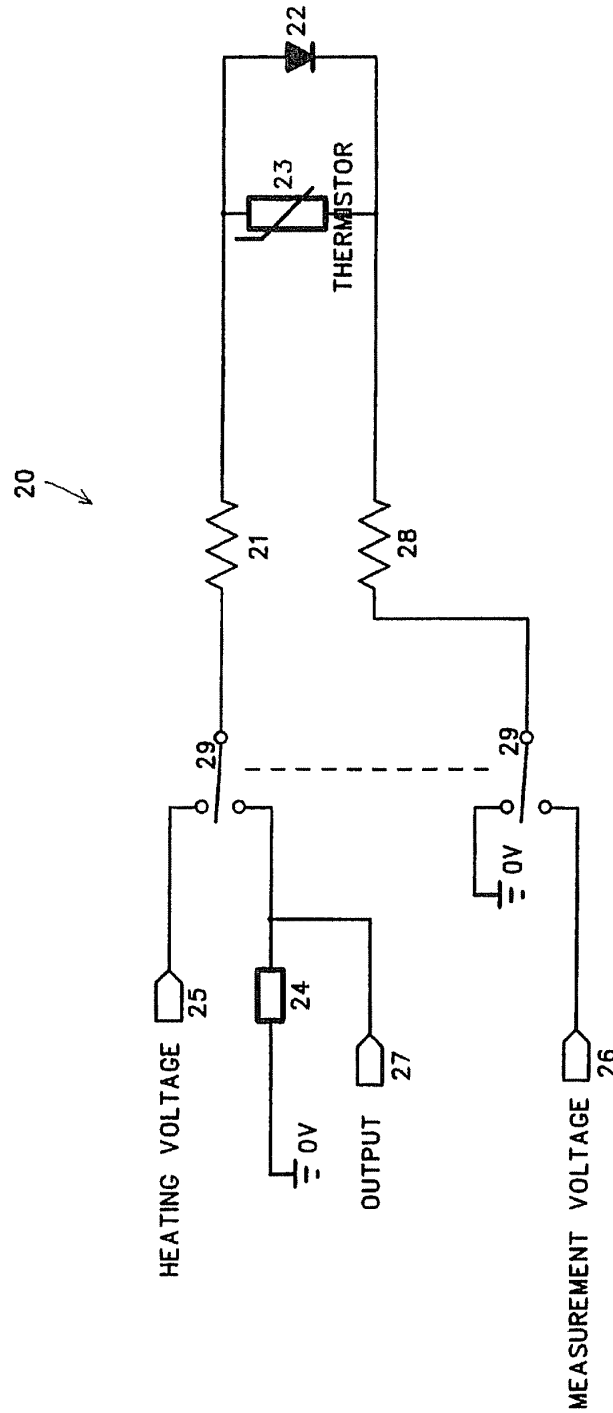 20
22
23
THERMISTOR
21
28
29
29
HEATING VOLTAGE
25
24
0V
0V
OUTPUT
27
MEASUREMENT VOLTAGE
26